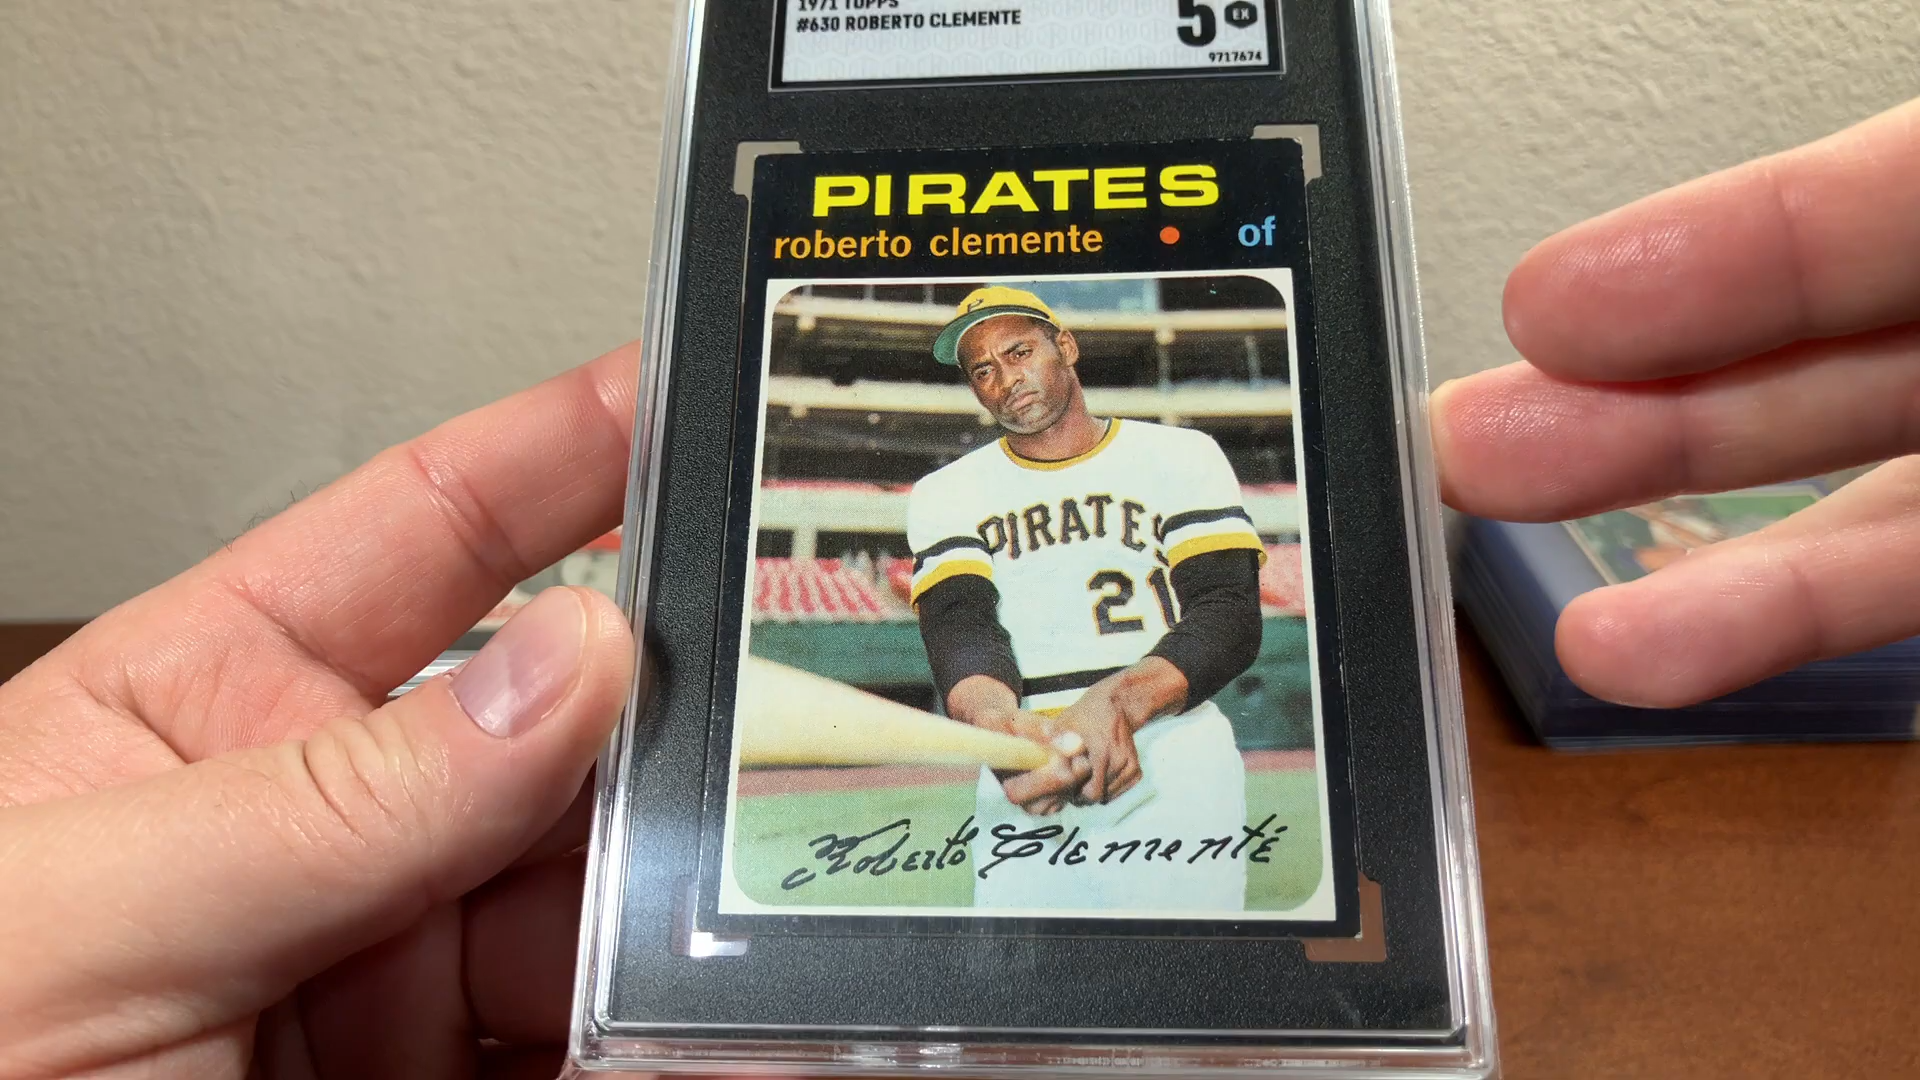 1971 TOPPS
#630 ROBERTO CLEMENTE
5 EX
9717674
PIRATES
roberto clemente • of
P
PIRATES
21
Roberto Clemente